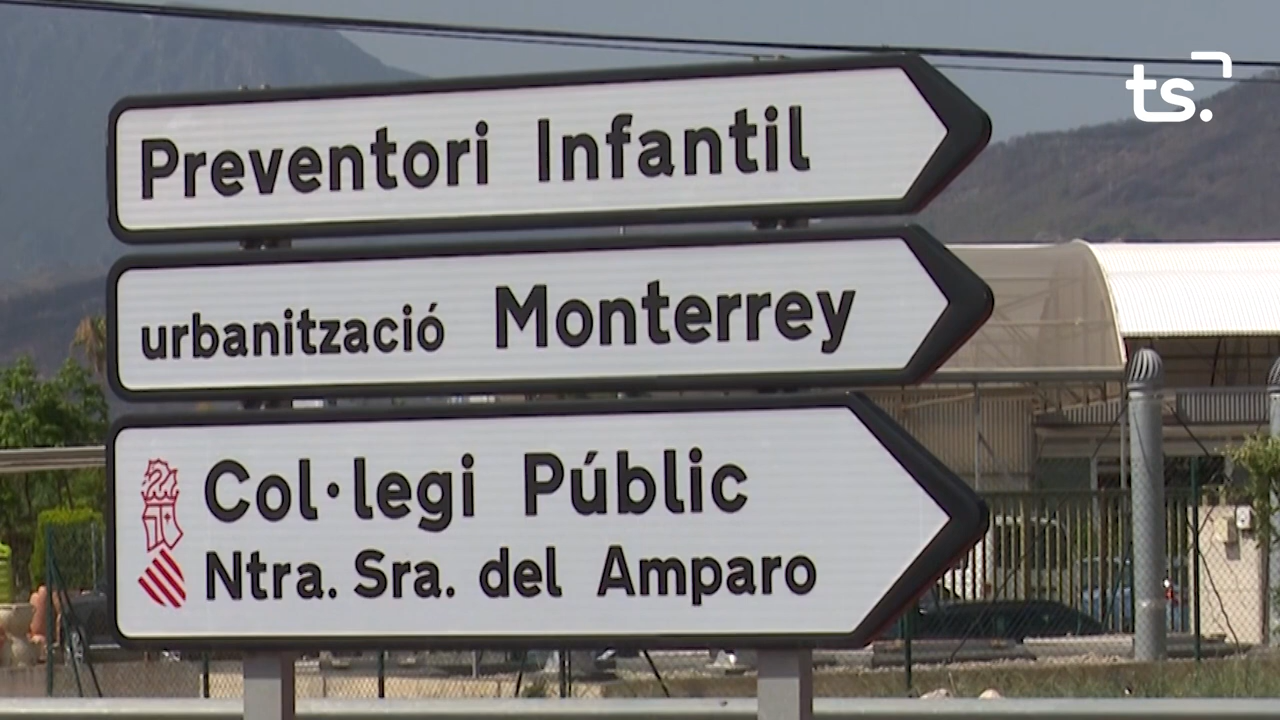 ts.
Preventori Infantil
urbanització Monterrey
Col·legi Públic
Ntra. Sra. del Amparo